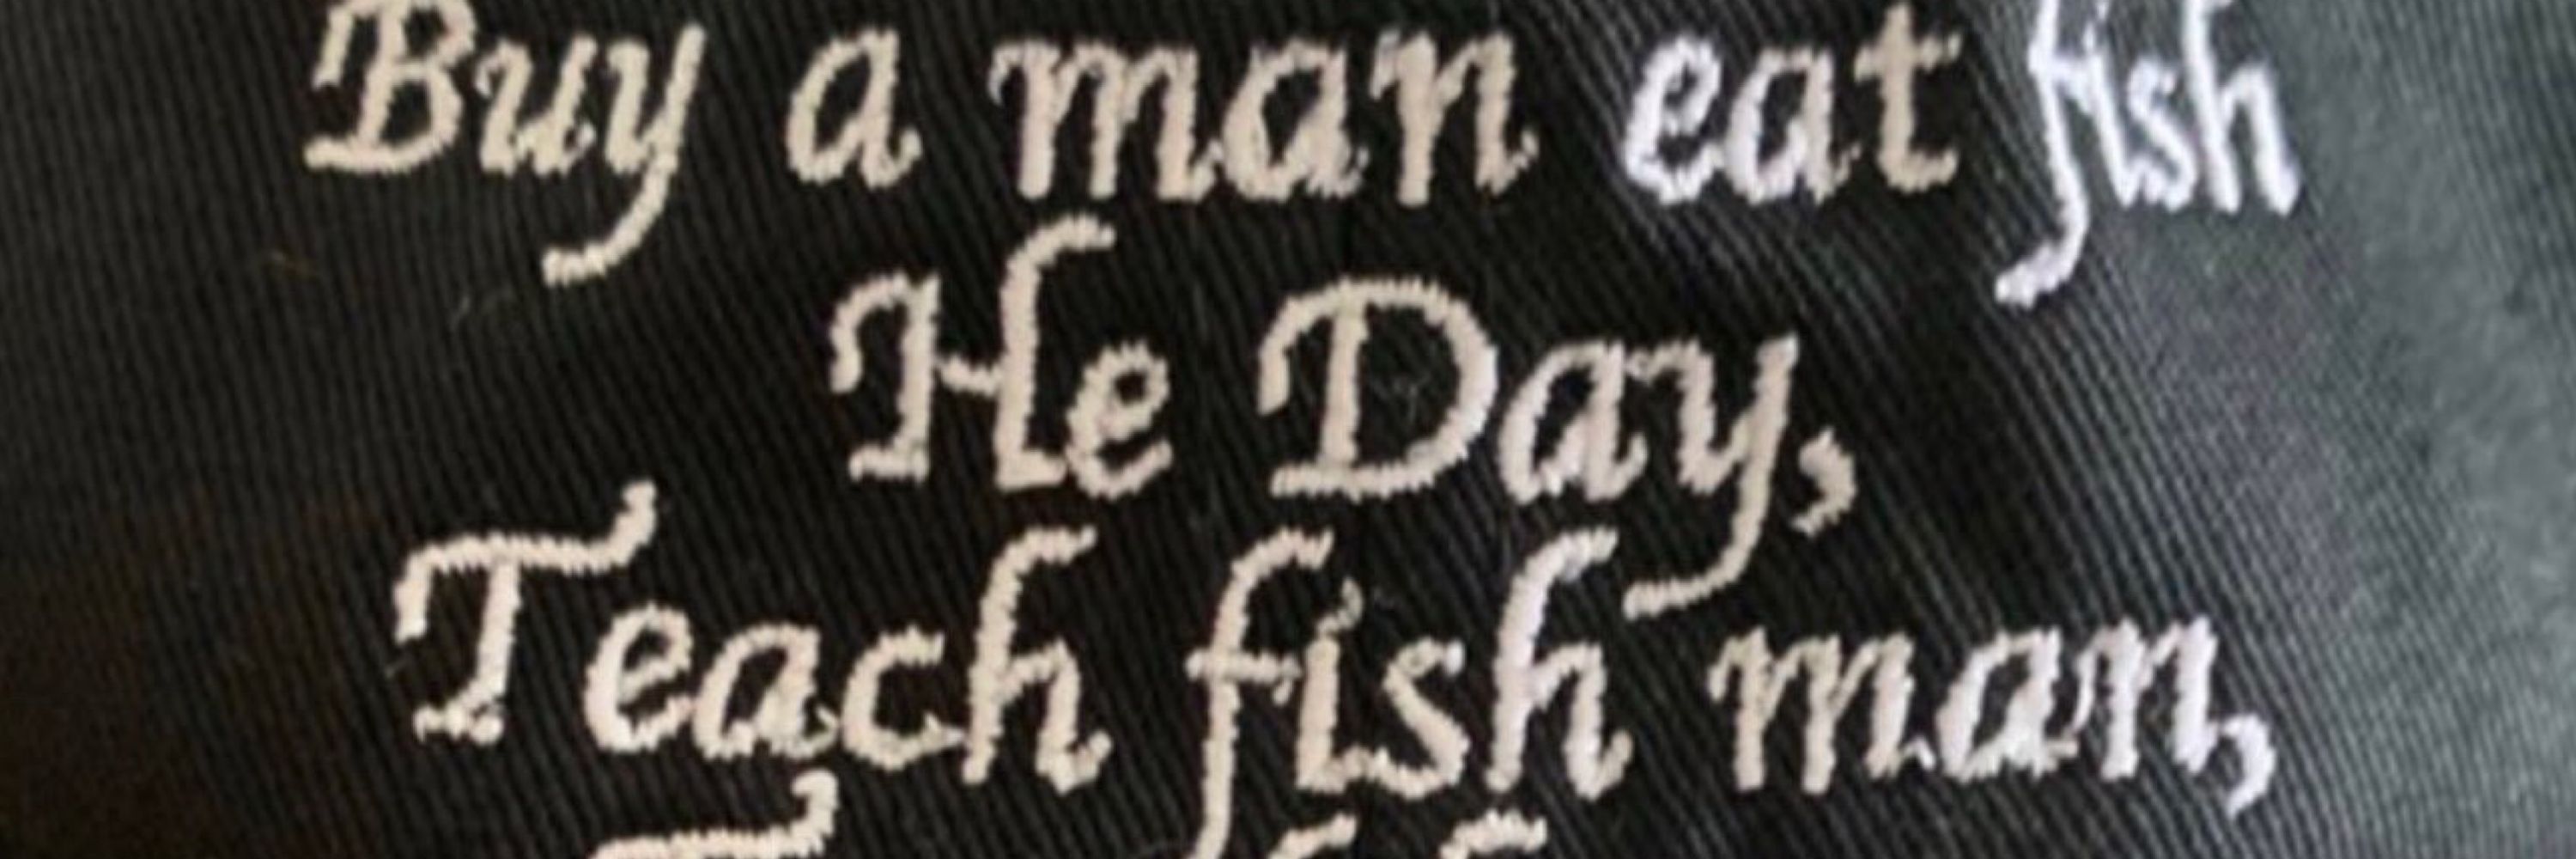 Buy a man eat fish
He Day,
Teach fish man,